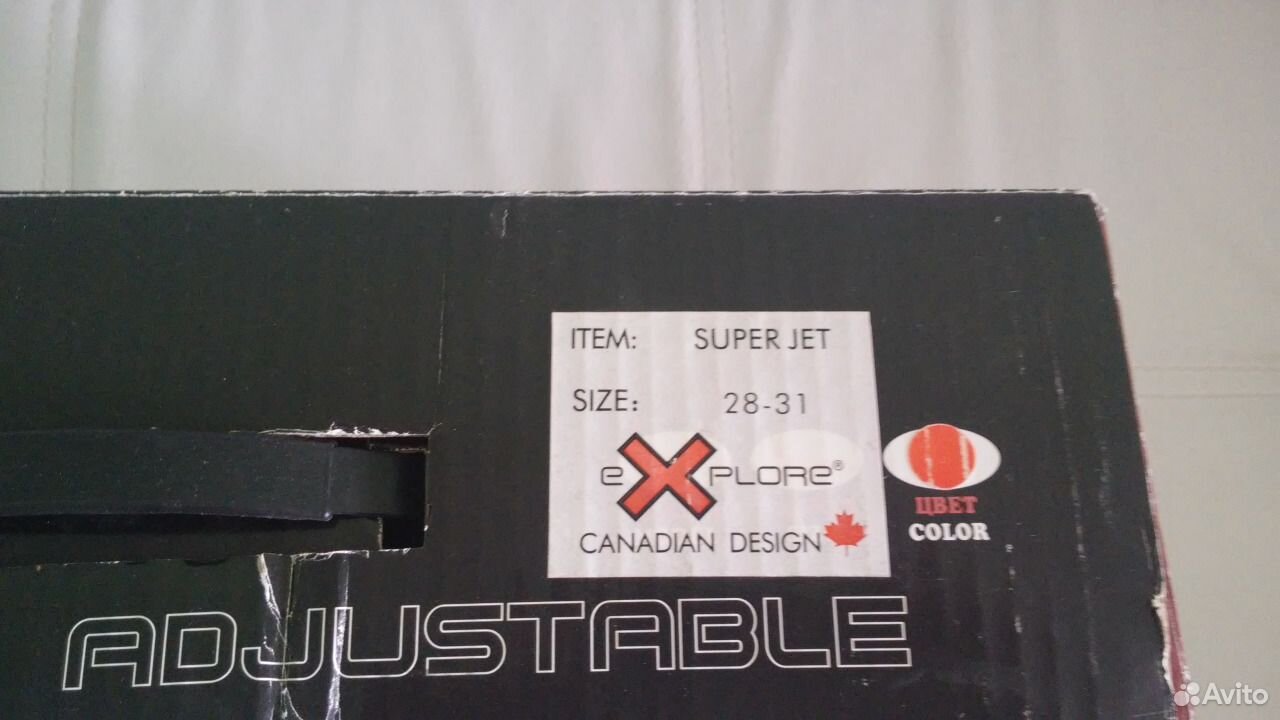 ITEM: SUPER JET
SIZE: 28-31
eXPLORe®
CANADIAN DESIGN
ЦВЕТ
COLOR
ADJUSTABLE
Avito